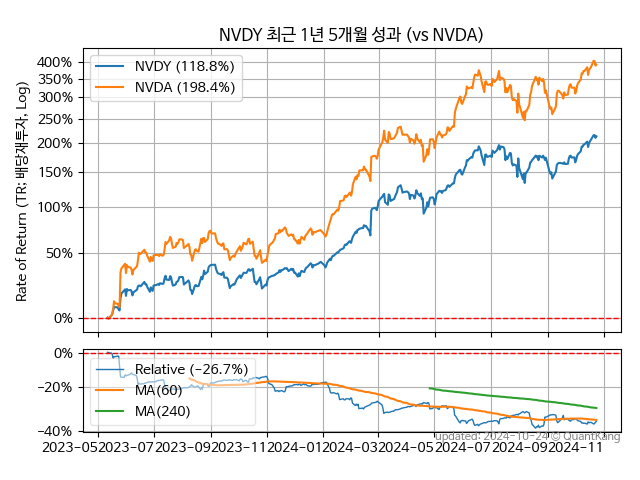 NVDY 최근 1년 5개월 성과 (vs NVDA)
Rate of Return (TR; 배당재투자, Log)
400%
350%
300%
250%
200%
150%
100%
50%
0%
NVDY (118.8%)
NVDA (198.4%)
0%
−20%
−40%
Relative (−26.7%)
MA(60)
MA(240)
updated: 2024-10-24 © QuantKang
2023-05 2023-07 2023-09 2023-11 2024-01 2024-03 2024-05 2024-07 2024-09 2024-11